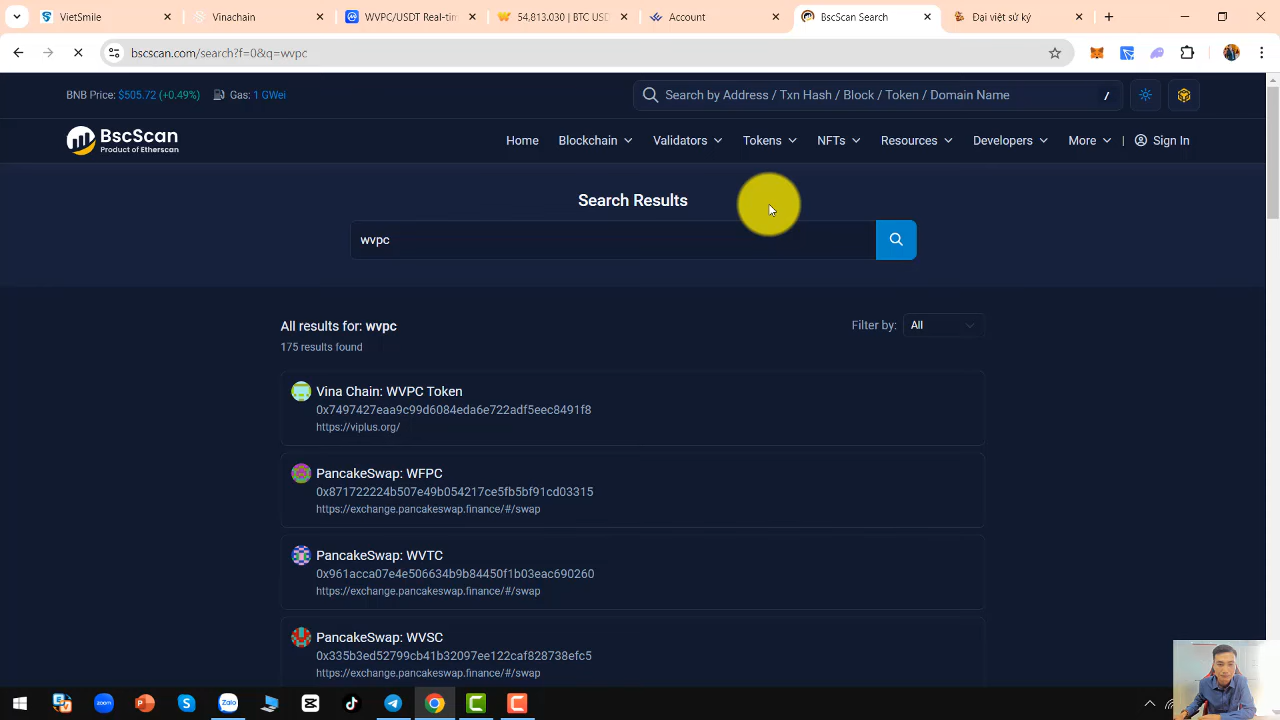 VietSmile
Vinachain
WVPC/USDT Real-tim
54,813.030 | BTC USD
Account
BscScan Search
Đại việt sử ký
bscscan.com/search?f=0&q=wvpc
BNB Price: $505.72 (+0.49%)
Gas: 1 GWei
Search by Address / Txn Hash / Block / Token / Domain Name
/
BscScan
Product of Etherscan
Home
Blockchain
Validators
Tokens
NFTs
Resources
Developers
More
Sign In
Search Results
wvpc
All results for: wvpc
Filter by: All
175 results found
Vina Chain: WVPC Token
0x7497427eaa9c99d6084eda6e722adf5eec8491f8
https://viplus.org/
PancakeSwap: WFPC
0x871722224b507e49b054217ce5fb5bf91cd03315
https://exchange.pancakeswap.finance/#/swap
PancakeSwap: WVTC
0x961acca07e4e506634b9b84450f1b03eac690260
https://exchange.pancakeswap.finance/#/swap
PancakeSwap: WVSC
0x335b3ed52799cb41b32097ee122caf828738efc5
https://exchange.pancakeswap.finance/#/swap
zoom
Zalo